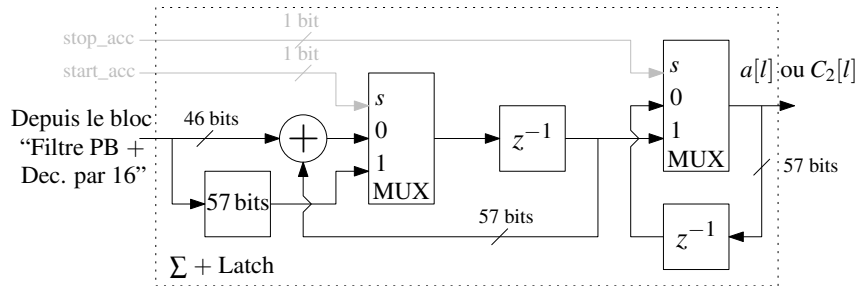 1 bit
stop_acc
1 bit
start_acc
Depuis le bloc
“Filtre PB +
Dec. par 16”
46 bits
+
57 bits
s
0
1
MUX
z⁻¹
57 bits
s
0
1
MUX
a[l] ou C₂[l]
57 bits
z⁻¹
∑ + Latch